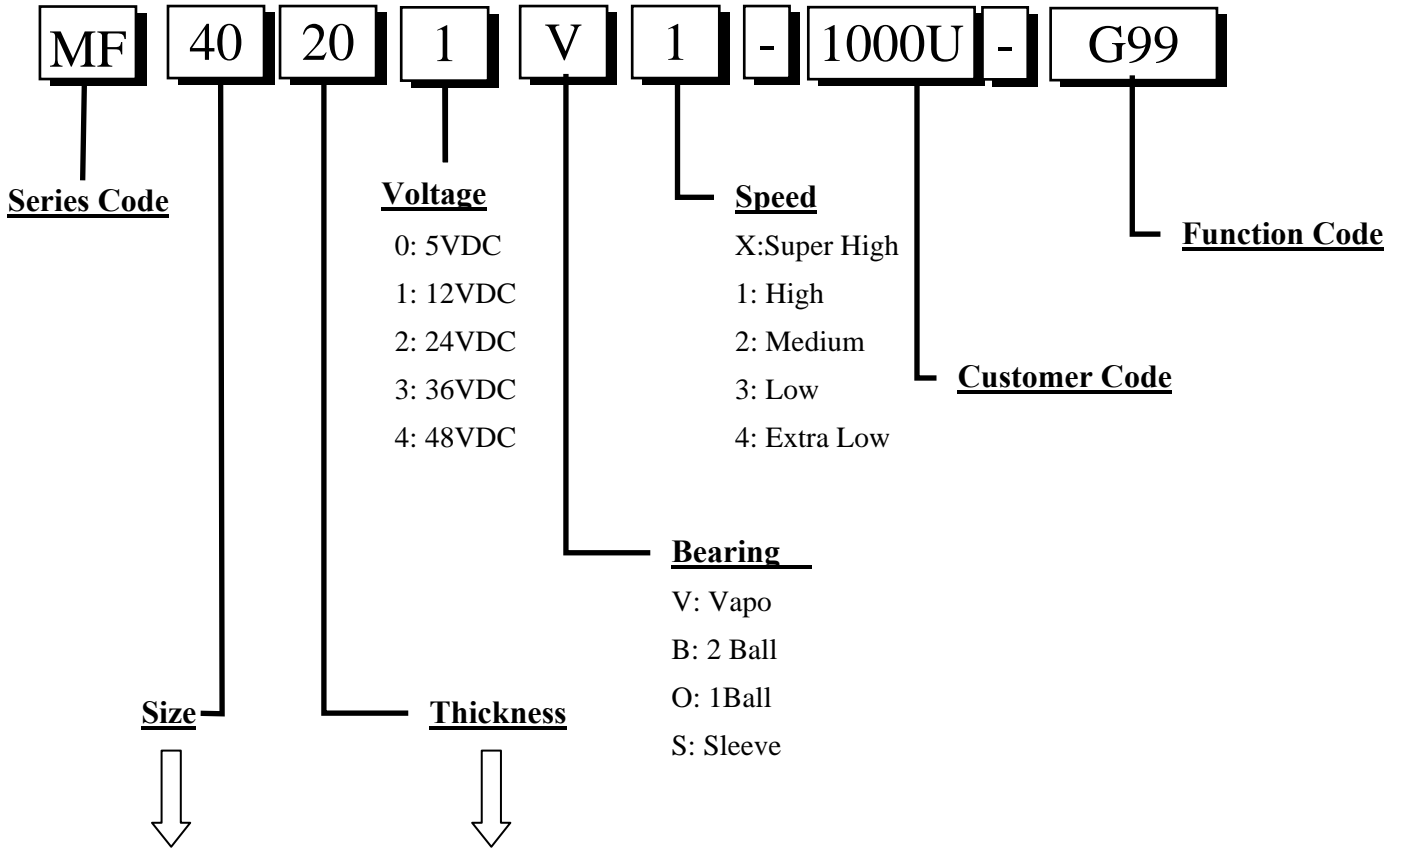 MF 40 20 1 V 1 - 1000U - G99
Series Code
Voltage
0: 5VDC
1: 12VDC
2: 24VDC
3: 36VDC
4: 48VDC
Speed
X:Super High
1: High
2: Medium
3: Low
4: Extra Low
Function Code
Customer Code
Bearing
V: Vapo
B: 2 Ball
O: 1Ball
S: Sleeve
Size
Thickness